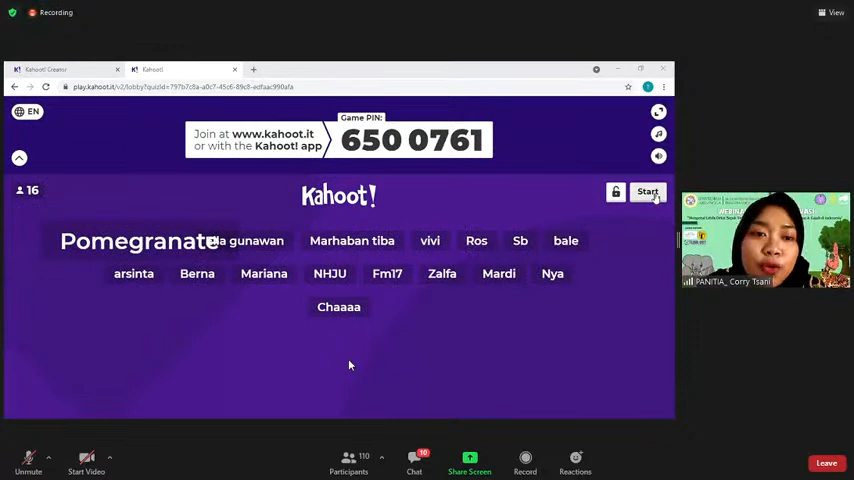 Recording
View
Kahoot! Creator
Kahoot!
play.kahoot.it/v2/lobby?quizId=797b7c8a-a0c7-45c6-89c8-edfaac990afa
EN
Join at www.kahoot.it
or with the Kahoot! app
Game PIN:
650 0761
16
Kahoot!
Start
Pomegranate gunawan Marhaban tiba vivi Ros Sb bale
arsinta Berna Mariana NHJU Fm17 Zalfa Mardi Nya
Chaaaa
PANITIA_ Corry Tsani
Unmute
Start Video
110
Participants
10
Chat
Share Screen
Record
Reactions
Leave